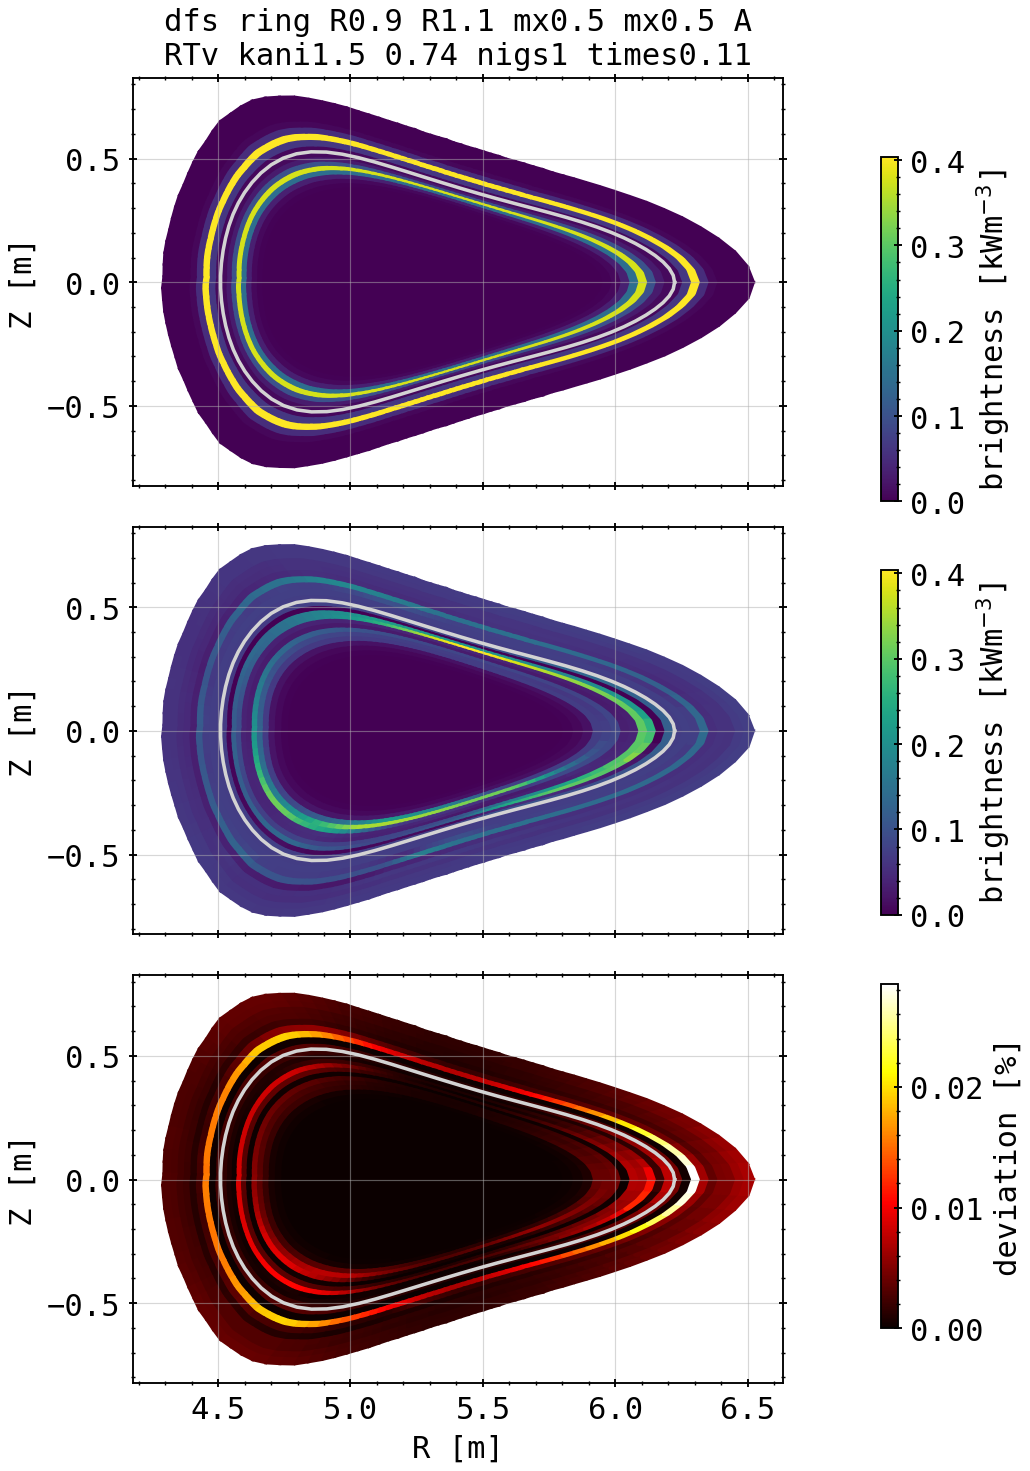 dfs ring R0.9 R1.1 mx0.5 mx0.5 A
RTv kani1.5 0.74 nigs1 times0.11
0.5
0.0
−0.5
Z [m]
0.4
0.3
0.2
0.1
0.0
brightness [kWm⁻³]
0.5
0.0
−0.5
Z [m]
0.4
0.3
0.2
0.1
0.0
brightness [kWm⁻³]
0.5
0.0
−0.5
Z [m]
0.02
0.01
0.00
deviation [%]
4.5 5.0 5.5 6.0 6.5
R [m]